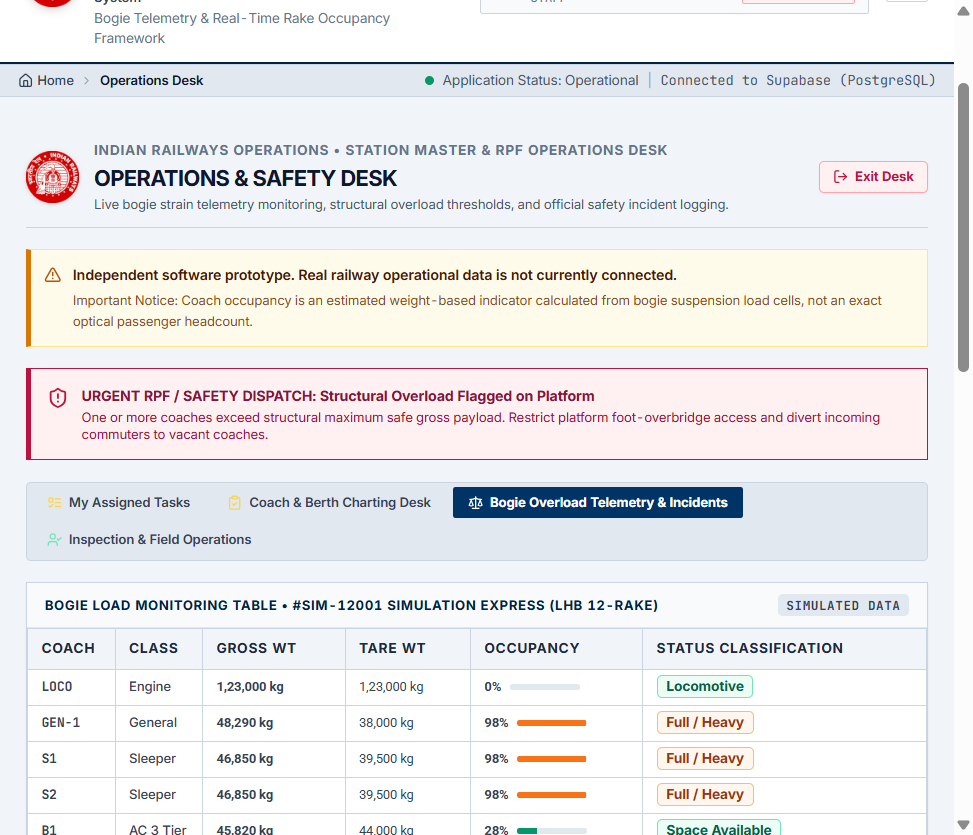 Bogie Telemetry & Real-Time Rake Occupancy
Framework
Home > Operations Desk
Application Status: Operational | Connected to Supabase (PostgreSQL)
INDIAN RAILWAYS OPERATIONS • STATION MASTER & RPF OPERATIONS DESK
OPERATIONS & SAFETY DESK
Live bogie strain telemetry monitoring, structural overload thresholds, and official safety incident logging.
Exit Desk
Independent software prototype. Real railway operational data is not currently connected.
Important Notice: Coach occupancy is an estimated weight-based indicator calculated from bogie suspension load cells, not an exact
optical passenger headcount.
URGENT RPF / SAFETY DISPATCH: Structural Overload Flagged on Platform
One or more coaches exceed structural maximum safe gross payload. Restrict platform foot-overbridge access and divert incoming
commuters to vacant coaches.
My Assigned Tasks
Coach & Berth Charting Desk
Bogie Overload Telemetry & Incidents
Inspection & Field Operations
BOGIE LOAD MONITORING TABLE • #SIM-12001 SIMULATION EXPRESS (LHB 12-RAKE)
SIMULATED DATA
COACH CLASS GROSS WT TARE WT OCCUPANCY STATUS CLASSIFICATION
LOCO Engine 1,23,000 kg 1,23,000 kg 0% Locomotive
GEN-1 General 48,290 kg 38,000 kg 98% Full / Heavy
S1 Sleeper 46,850 kg 39,500 kg 98% Full / Heavy
S2 Sleeper 46,850 kg 39,500 kg 98% Full / Heavy
B1 AC 3 Tier 45,820 kg 44,000 kg 28% Space Available